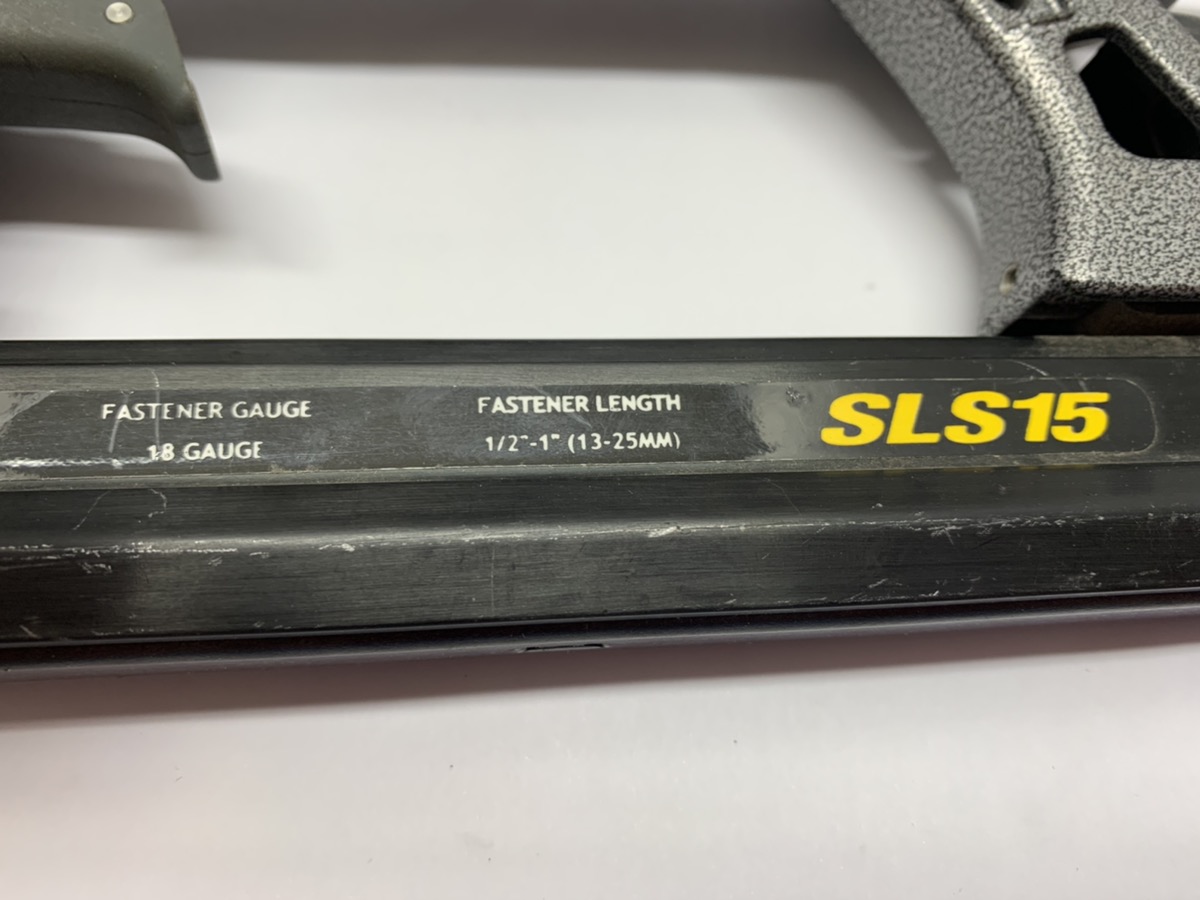 FASTENER GAUGE
18 GAUGE
FASTENER LENGTH
1/2"-1" (13-25MM)
SLS15